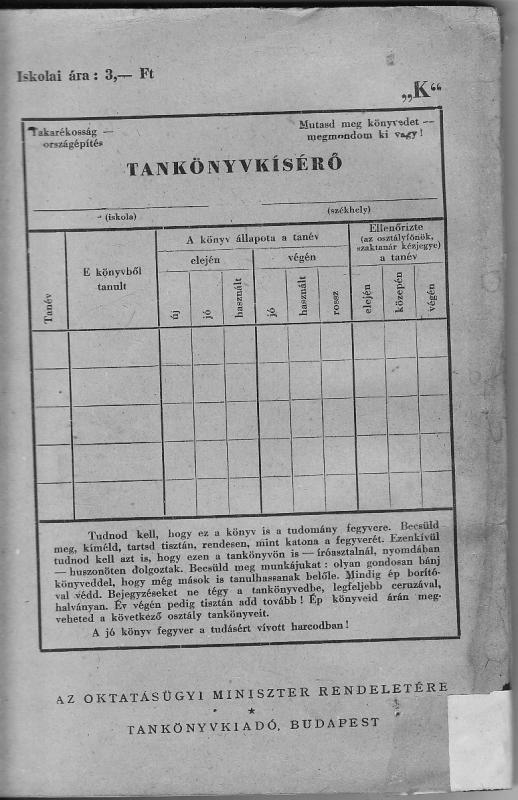 Iskolai ára : 3,— Ft
„K“
Takarékosság —
országépítés
Mutasd meg könyvedet —
megmondom ki vagy !
TANKÖNYVKÍSÉRŐ
(iskola)
(székhely)
Tanév
E könyvből
tanult
A könyv állapota a tanév
elején
végén
új
jó
használt
jó
használt
rossz
Ellenőrizte
(az osztályfőnök,
szaktanár kézjegye)
a tanév
elején
közepén
végén
Tudnod kell, hogy ez a könyv is a tudomány fegyvere. Becsüld
meg, kíméld, tartsd tisztán, rendesen, mint katona a fegyverét. Ezenkívül
tudnod kell azt is, hogy ezen a tankönyvön is — íróasztalnál, nyomdában
— huszonöten dolgoztak. Becsüld meg munkájukat : olyan gondosan bánj
könyveddel, hogy még mások is tanulhassanak belőle. Mindig ép borító-
val védd. Bejegyzéseket ne tégy a tankönyvedbe, legfeljebb ceruzával,
halványan. Év végén pedig tisztán add tovább ! Ép könyveid árán meg-
veheted a következő osztály tankönyveit.
A jó könyv fegyver a tudásért vívott harcodban !
AZ OKTATÁSÜGYI MINISZTER RENDELETÉRE
★
TANKÖNYVKIADÓ, BUDAPEST